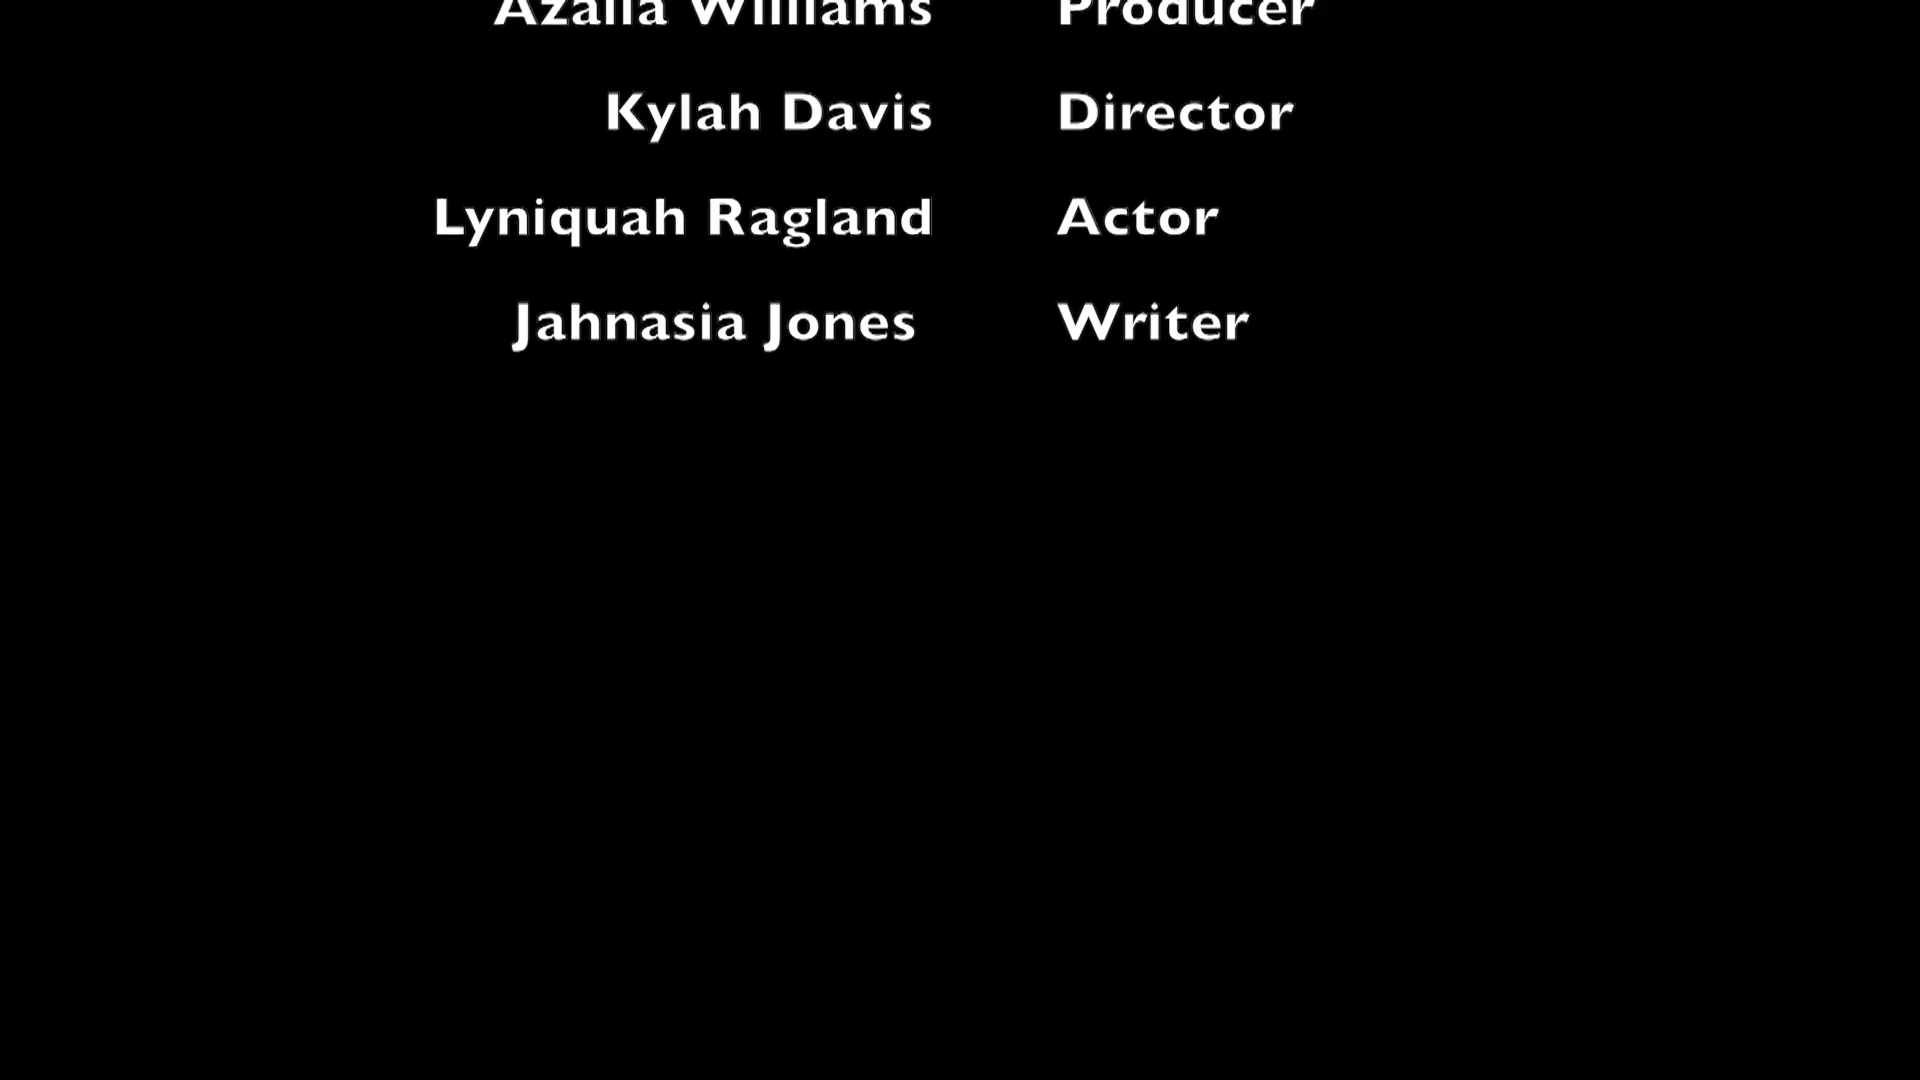 Azalia Williams Producer
Kylah Davis Director
Lyniquah Ragland Actor
Jahnasia Jones Writer